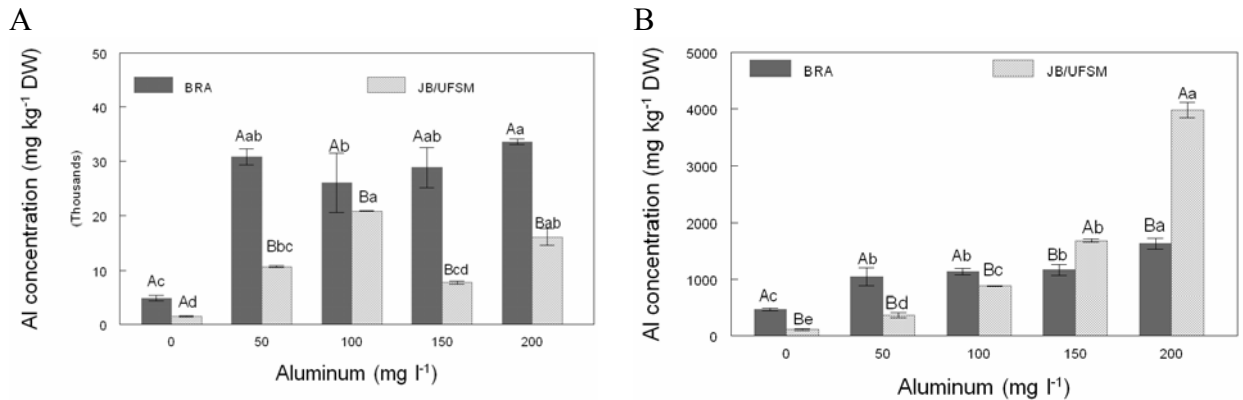 A
Al concentration (mg kg-1 DW)
(Thousands)
50
40
30
20
10
0
BRA
JB/UFSM
Ac
Ad
Aab
Bbc
Ab
Ba
Aab
Bcd
Aa
Bab
0 50 100 150 200
Aluminum (mg l-1)
B
Al concentration (mg kg-1 DW)
5000
4000
3000
2000
1000
0
BRA
JB/UFSM
Ac
Be
Ab
Bd
Ab
Bc
Bb
Ab
Ba
Aa
0 50 100 150 200
Aluminum (mg l-1)